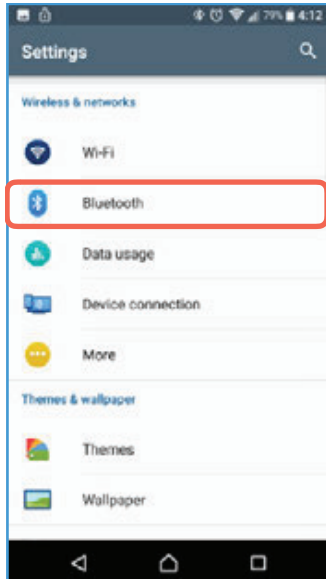 79% 4:12
Settings
Wireless & networks
Wi-Fi
Bluetooth
Data usage
Device connection
More
Themes & wallpaper
Themes
Wallpaper